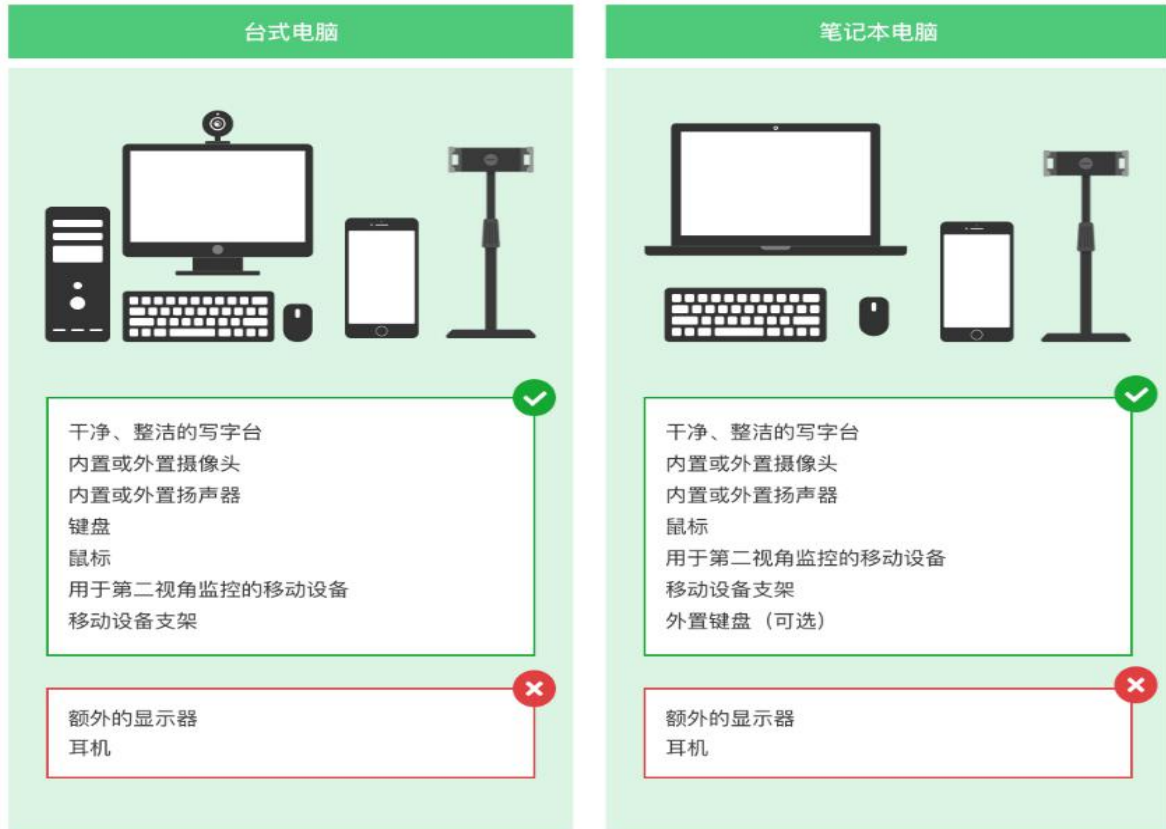 台式电脑
干净、整洁的写字台
内置或外置摄像头
内置或外置扬声器
键盘
鼠标
用于第二视角监控的移动设备
移动设备支架
额外的显示器
耳机
笔记本电脑
干净、整洁的写字台
内置或外置摄像头
内置或外置扬声器
鼠标
用于第二视角监控的移动设备
移动设备支架
外置键盘（可选）
额外的显示器
耳机